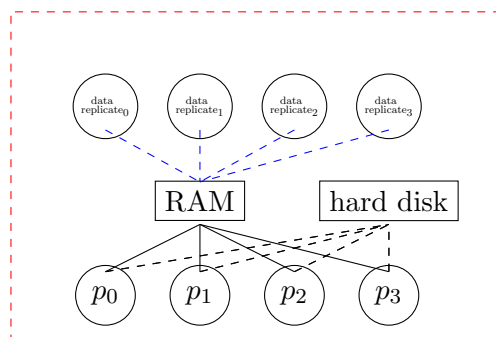 data
replicate₀
data
replicate₁
data
replicate₂
data
replicate₃
RAM
hard disk
p₀
p₁
p₂
p₃